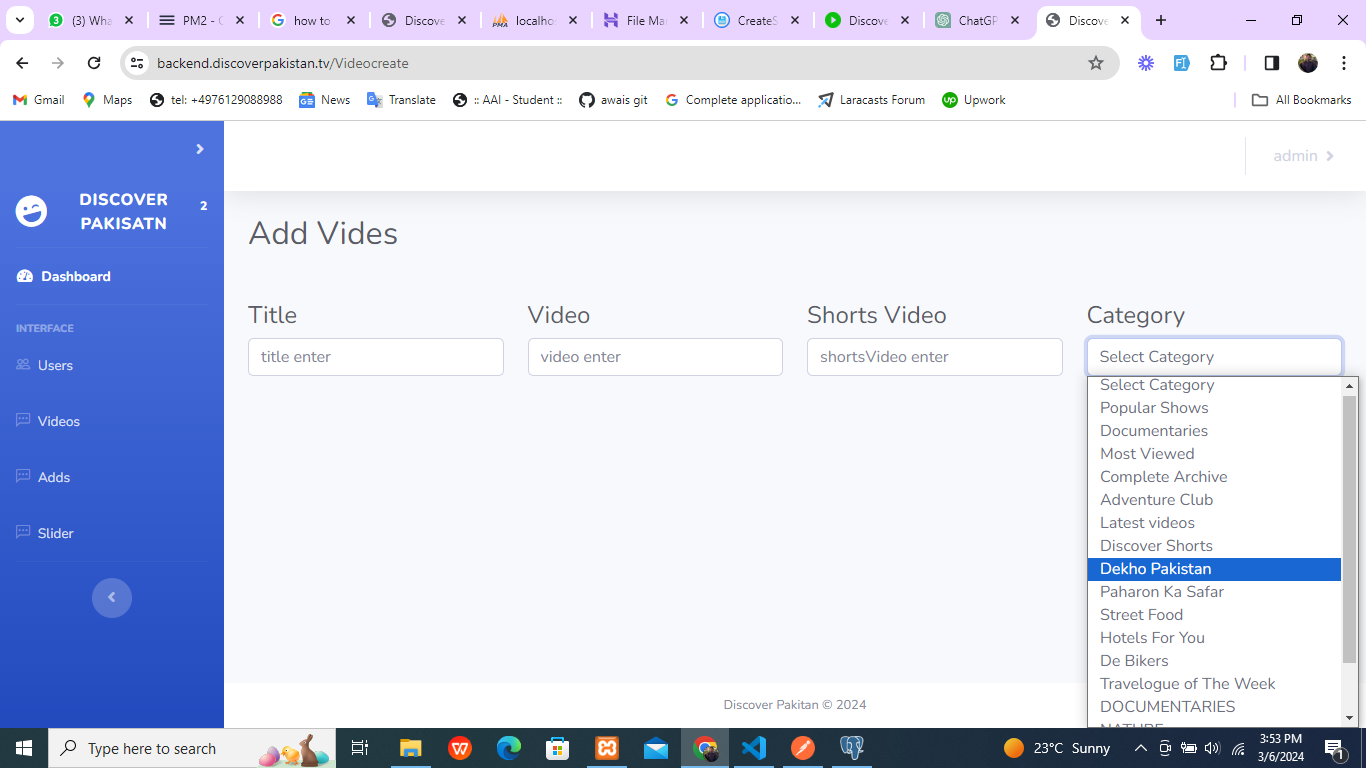 (3) Wha
PM2 - C
how to
Discove
localhos
File Ma
CreateS
Discove
ChatGP
Discove
backend.discoverpakistan.tv/Videocreate
Gmail
Maps
tel: +4976129088988
News
Translate
:: AAI - Student ::
awais git
Complete applicatio...
Laracasts Forum
Upwork
All Bookmarks
admin
DISCOVER
PAKISATN
2
Dashboard
INTERFACE
Users
Videos
Adds
Slider
Add Vides
Title
Video
Shorts Video
Category
title enter
video enter
shortsVideo enter
Select Category
Select Category
Popular Shows
Documentaries
Most Viewed
Complete Archive
Adventure Club
Latest videos
Discover Shorts
Dekho Pakistan
Paharon Ka Safar
Street Food
Hotels For You
De Bikers
Travelogue of The Week
DOCUMENTARIES
NATURE
Discover Pakitan © 2024
Type here to search
23°C Sunny
3:53 PM
3/6/2024
1